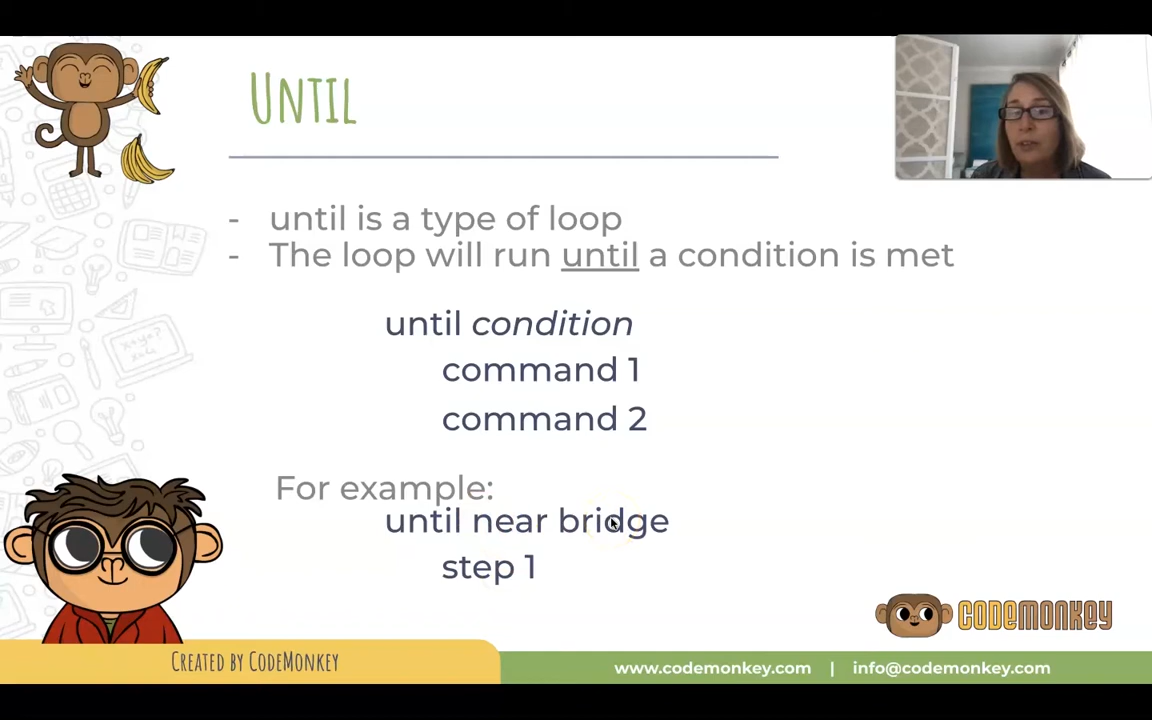 UNTIL
- until is a type of loop
- The loop will run until a condition is met
until condition
command 1
command 2
For example:
until near bridge
step 1
CODEMONKEY
CREATED BY CODEMONKEY
www.codemonkey.com | info@codemonkey.com